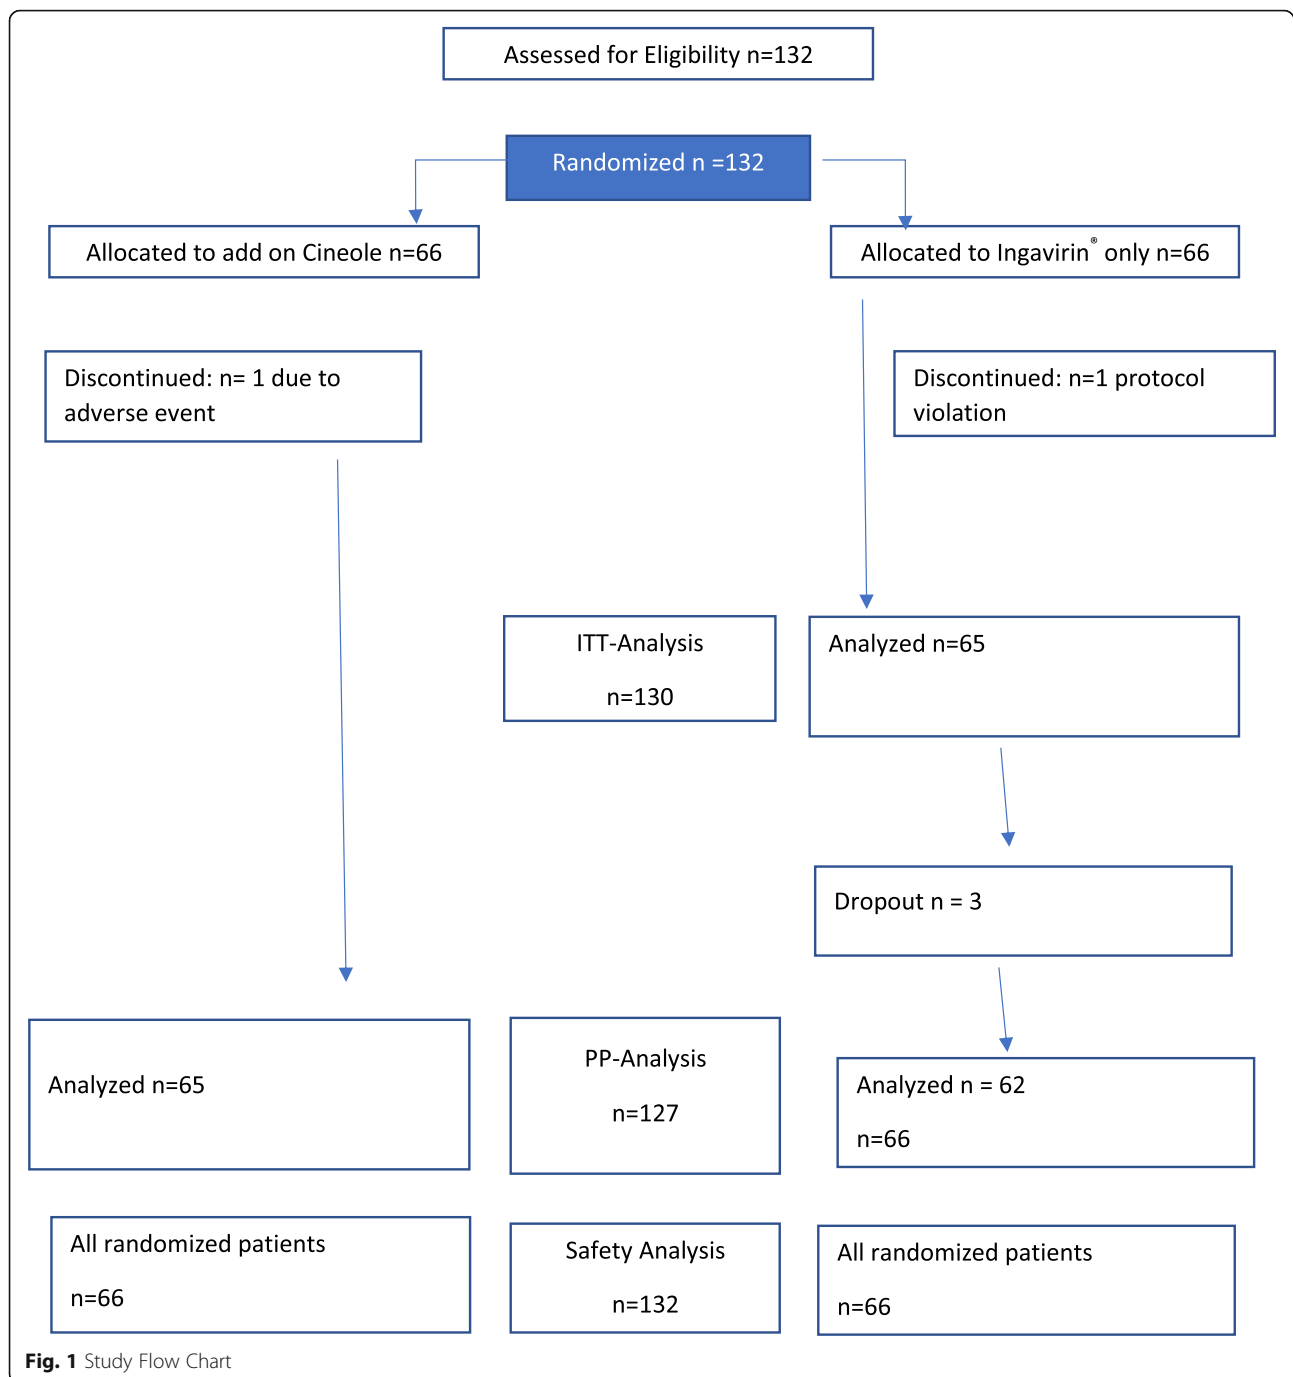 Assessed for Eligibility n=132
Randomized n =132
Allocated to add on Cineole n=66
Allocated to Ingavirin® only n=66
Discontinued: n= 1 due to
adverse event
Discontinued: n=1 protocol
violation
ITT-Analysis
n=130
Analyzed n=65
Dropout n = 3
Analyzed n=65
PP-Analysis
n=127
Analyzed n = 62
n=66
All randomized patients
n=66
Safety Analysis
n=132
All randomized patients
n=66
Fig. 1 Study Flow Chart